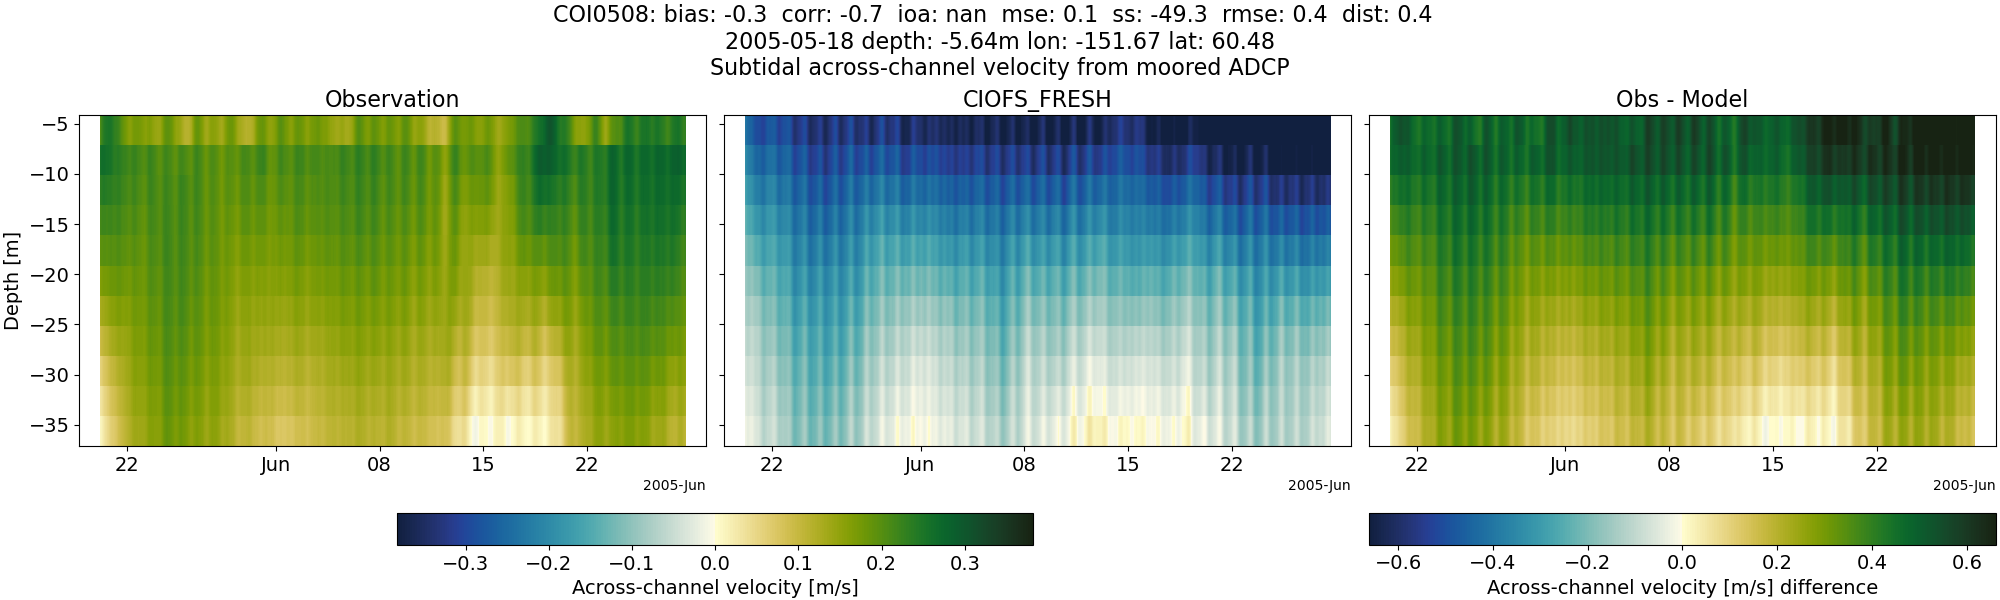 COI0508: bias: -0.3  corr: -0.7  ioa: nan  mse: 0.1  ss: -49.3  rmse: 0.4  dist: 0.4
2005-05-18 depth: -5.64m lon: -151.67 lat: 60.48
Subtidal across-channel velocity from moored ADCP
Observation
CIOFS_FRESH
Obs - Model
Depth [m]
−5
−10
−15
−20
−25
−30
−35
22 Jun 08 15 22
2005-Jun
22 Jun 08 15 22
2005-Jun
22 Jun 08 15 22
2005-Jun
−0.3 −0.2 −0.1 0.0 0.1 0.2 0.3
Across-channel velocity [m/s]
−0.6 −0.4 −0.2 0.0 0.2 0.4 0.6
Across-channel velocity [m/s] difference